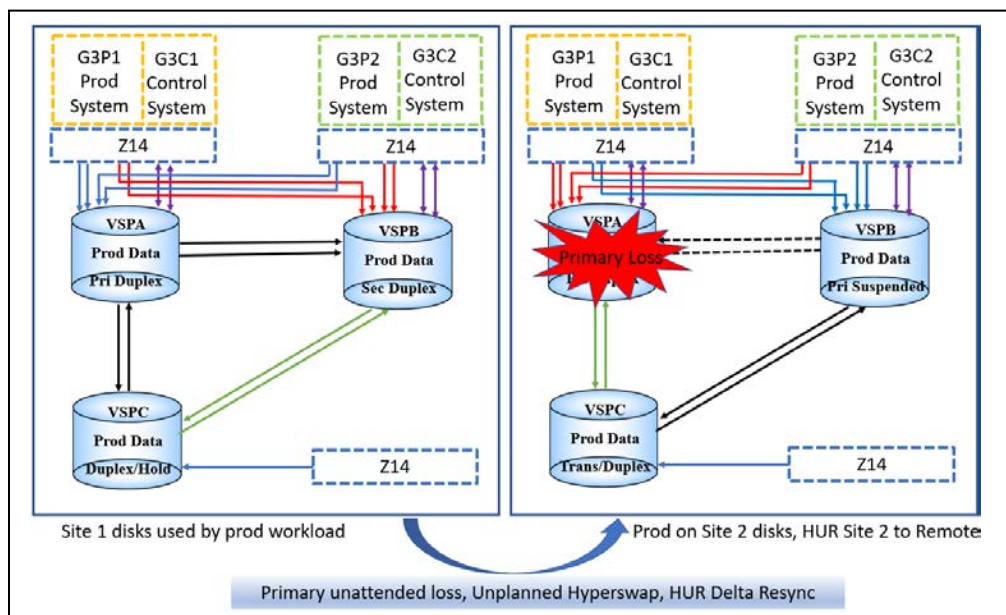 G3P1 Prod System
G3C1 Control System
G3P2 Prod System
G3C2 Control System
Z14
Z14
VSPA
Prod Data
Pri Duplex
VSPB
Prod Data
Sec Duplex
VSPC
Prod Data
Duplex/Hold
Z14
Site 1 disks used by prod workload
G3P1 Prod System
G3C1 Control System
G3P2 Prod System
G3C2 Control System
Z14
Z14
VSPA
Primary Loss
VSPB
Prod Data
Pri Suspended
VSPC
Prod Data
Trans/Duplex
Z14
Prod on Site 2 disks, HUR Site 2 to Remote
Primary unattended loss, Unplanned Hyperswap, HUR Delta Resync